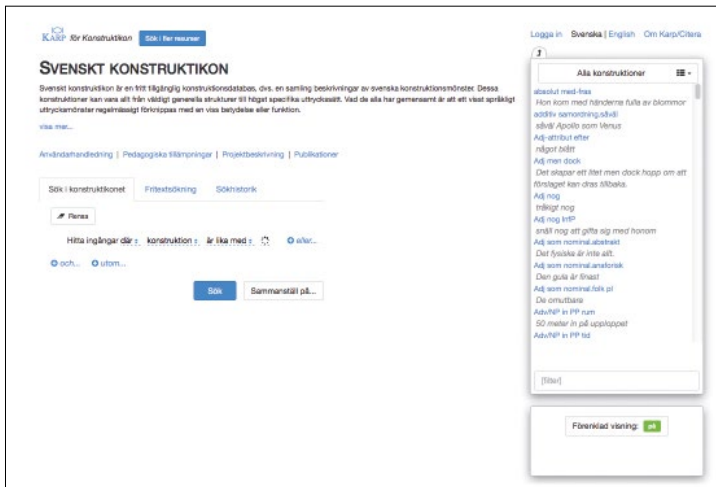 KARP för Konstruktikon Sök i fler resurser
Logga in Svenska | English Om Karp/Citera
SVENSKT KONSTRUKTIKON
Svenskt konstruktikon är en fritt tillgänglig konstruktionsdatabas, dvs. en samling beskrivningar av svenska konstruktionsmönster. Dessa
konstruktioner kan vara allt från väldigt generella strukturer till högst specifika uttryckssätt. Vad de alla har gemensamt är att ett visst språkligt
uttrycksmönster regelmässigt förknippas med en viss betydelse eller funktion.
visa mer...
Användarhandledning | Pedagogiska tillämpningar | Projektbeskrivning | Publikationer
Sök i konstruktikonet Fritextsökning Sökhistorik
Rensa
Hitta ingångar där konstruktion är lika med eller...
och... utom...
Sök Sammanställ på...
Alla konstruktioner
absolut med-fras
Hon kom med händerna fulla av blommor
additiv samordning.såväl
såväl Apollo som Venus
Adj-attribut efter
något blått
Adj men dock
Det skapar ett litet men dock hopp om att
förslaget kan dras tillbaka.
Adj nog
tråkigt nog
Adj nog InfP
snäll nog att gifta sig med honom
Adj som nominal.abstrakt
Det fysiska är inte allt.
Adj som nominal.anaforisk
Den gula är finast
Adj som nominal.folk pl
De omutbara
Adv/NP in PP rum
50 meter in på upploppet
Adv/NP in PP tid
[filter]
Förenklad visning: på